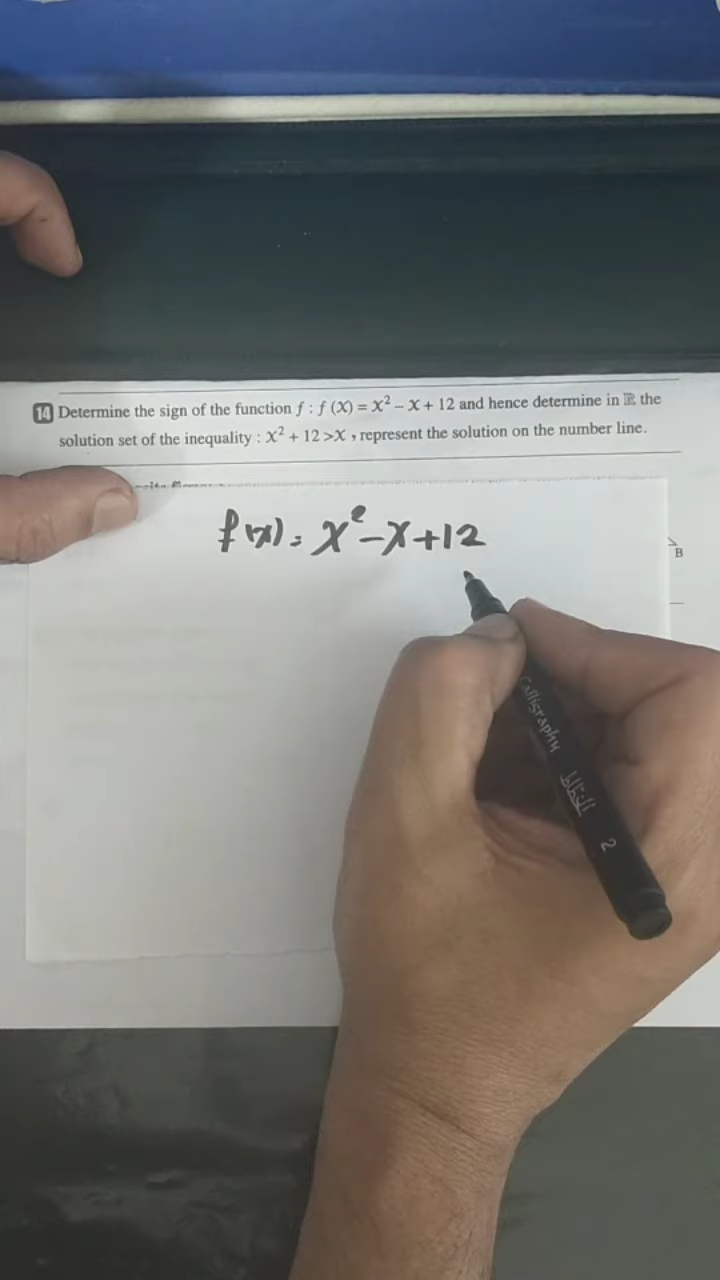 14 Determine the sign of the function f : f (X) = X² – X + 12 and hence determine in ℝ the
solution set of the inequality : X² + 12 >X , represent the solution on the number line.
f(x) = x² – x + 12
B
Calligraphy الخطاط 2